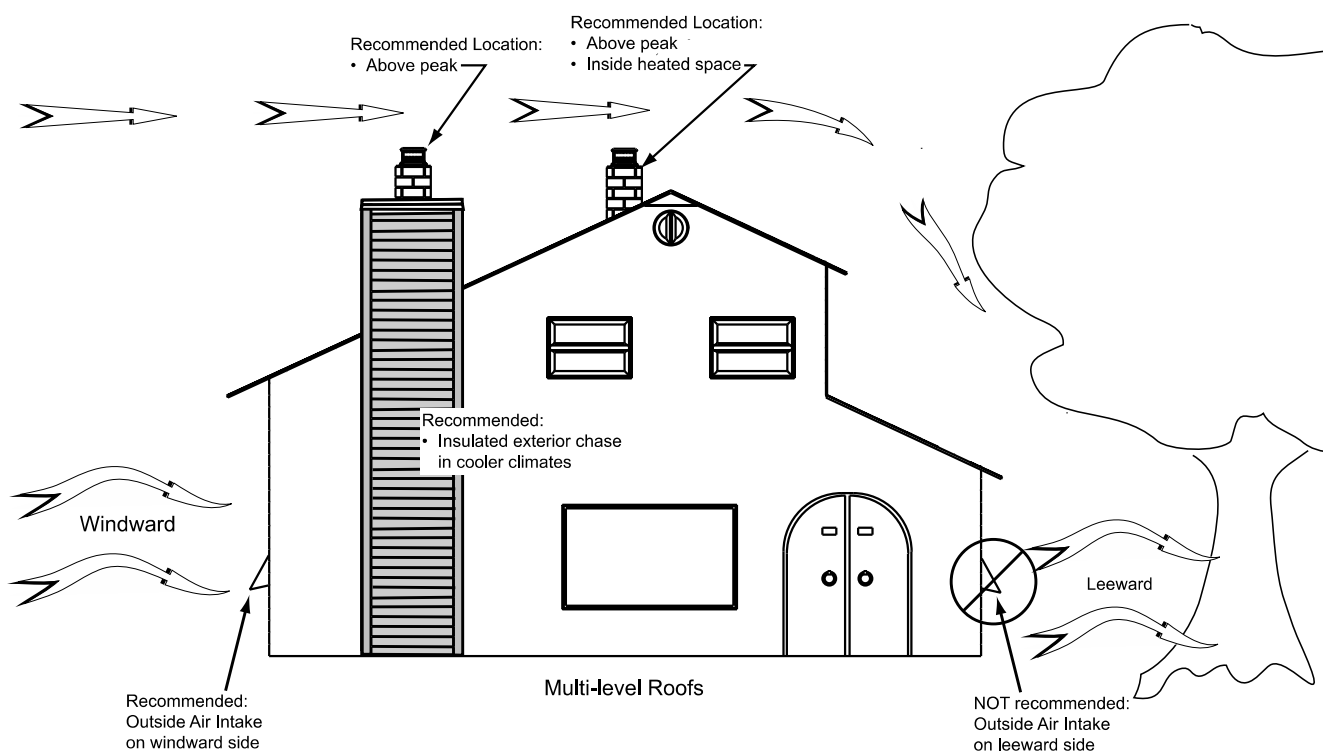 Recommended Location:
• Above peak
Recommended Location:
• Above peak
• Inside heated space
Recommended:
• Insulated exterior chase
in cooler climates
Windward
Leeward
Recommended:
Outside Air Intake
on windward side
Multi-level Roofs
NOT recommended:
Outside Air Intake
on leeward side